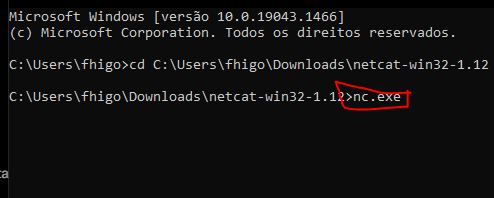 Microsoft Windows [versão 10.0.19043.1466]
(c) Microsoft Corporation. Todos os direitos reservados.
C:\Users\fhigo>cd C:\Users\fhigo\Downloads\netcat-win32-1.12
C:\Users\fhigo\Downloads\netcat-win32-1.12>nc.exe
ta